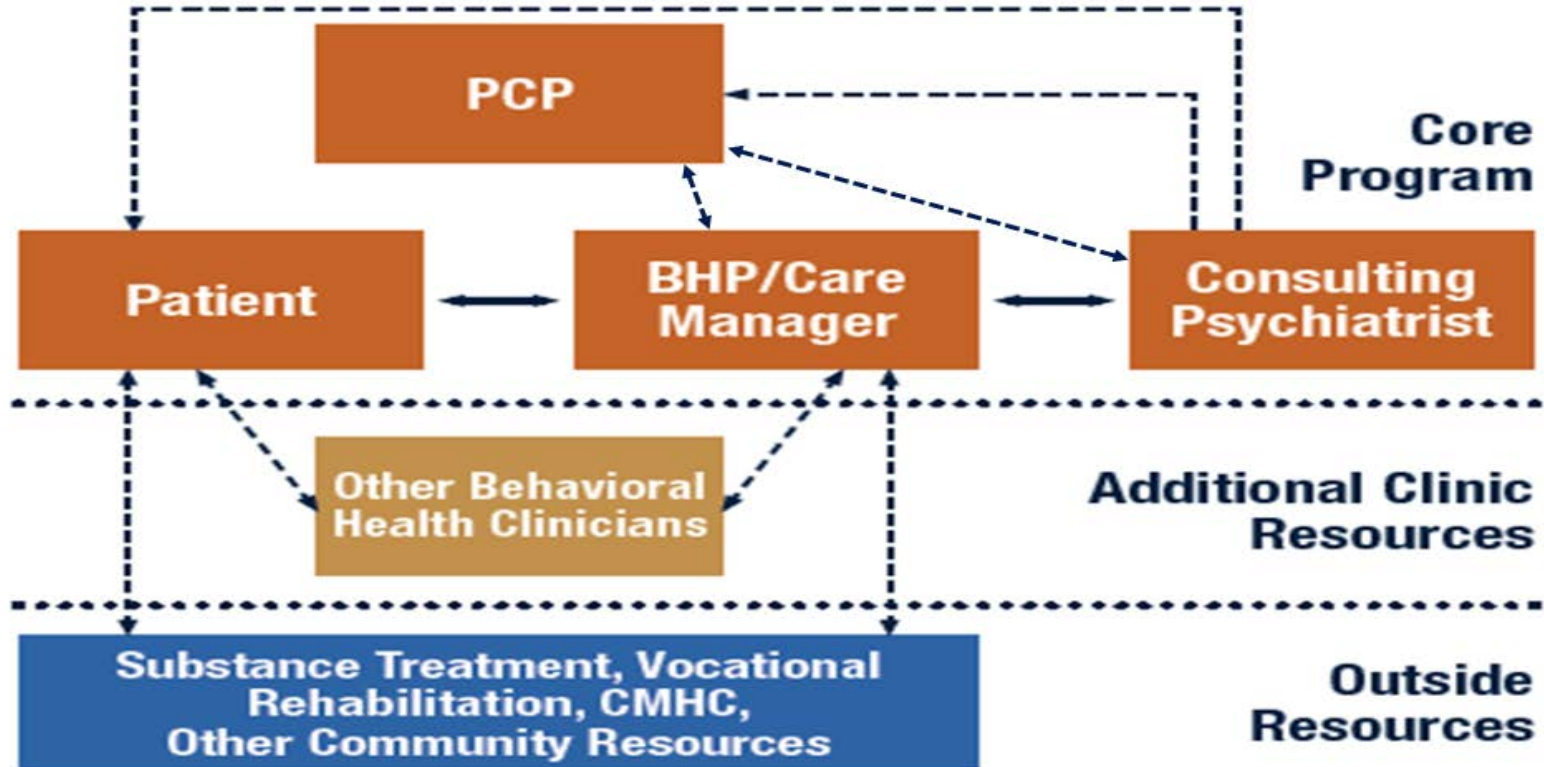 PCP
Core
Program
Patient
BHP/Care
Manager
Consulting
Psychiatrist
Other Behavioral
Health Clinicians
Additional Clinic
Resources
Substance Treatment, Vocational
Rehabilitation, CMHC,
Other Community Resources
Outside
Resources